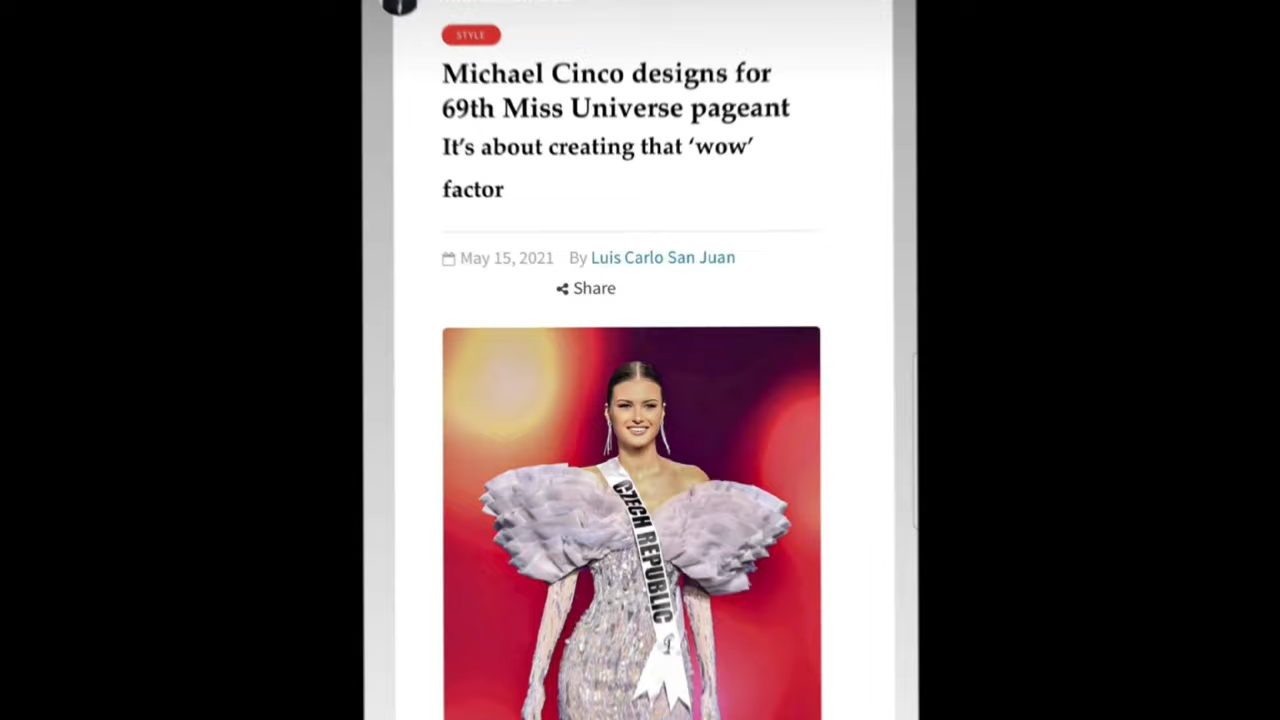 STYLE
Michael Cinco designs for
69th Miss Universe pageant
It's about creating that ‘wow’
factor
May 15, 2021 By Luis Carlo San Juan
Share
CZECH REPUBLIC